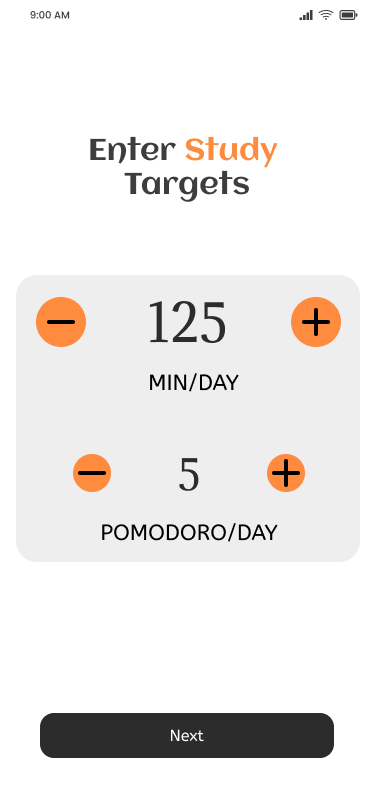 9:00 AM
Enter Study
Targets
125
MIN/DAY
5
POMODORO/DAY
Next